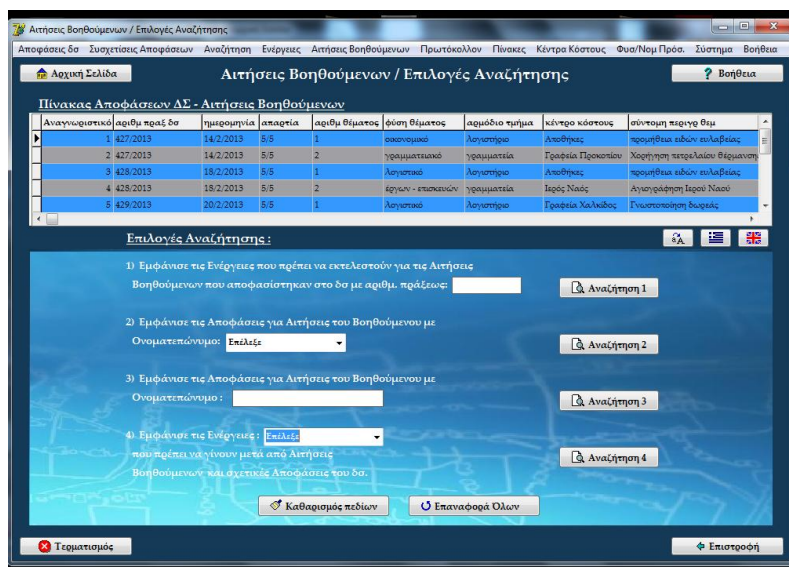 Αιτήσεις Βοηθούμενων / Επιλογές Αναζήτησης
Αποφάσεις δσ Συσχετίσεις Αποφάσεων Αναζήτηση Ενέργειες Αιτήσεις Βοηθούμενων Πρωτόκολλον Πίνακες Κέντρα Κόστους Φυσ/Νομ Πρόσ. Σύστημα Βοήθεια
Αρχική Σελίδα Αιτήσεις Βοηθούμενων / Επιλογές Αναζήτησης ? Βοήθεια
Πίνακας Αποφάσεων ΔΣ - Αιτήσεις Βοηθούμενων
Αναγνωριστικό αριθμ πραξ δσ ημερομηνία απαρτία αριθμ θέματος φύση θέματος αρμόδιο τμήμα κέντρο κόστους σύντομη περιγρ θεμ
1 427/2013 14/2/2013 5/5 1 οικονομικό λογιστήριο Αποθήκες προμήθεια ειδών ευλαβείας
2 427/2013 14/2/2013 5/5 2 γραμματειακό γραμματεία Γραφεία Προκοπίου Χορήγηση πετρελαίου θέρμανση
3 428/2013 18/2/2013 5/5 1 λογιστικό λογιστήριο Αποθήκες προμήθεια ειδών ευλαβείας
4 428/2013 18/2/2013 5/5 2 έργων - επισκευών γραμματεία Ιερός Ναός Αγιογράφηση Ιερού Ναού
5 429/2013 20/2/2013 5/5 1 λογιστικό λογιστήριο Γραφεία Χαλκίδος Γνωστοποίηση δωρεάς
Επιλογές Αναζήτησης :
1) Εμφάνισε τις Ενέργειες που πρέπει να εκτελεστούν για τις Αιτήσεις
Βοηθούμενων που αποφασίστηκαν στο δσ με αριθμ. πράξεως: Αναζήτηση 1
2) Εμφάνισε τις Αποφάσεις για Αιτήσεις του Βοηθούμενου με
Ονοματεπώνυμο: Επέλεξε Αναζήτηση 2
3) Εμφάνισε τις Αποφάσεις για Αιτήσεις του Βοηθούμενου με
Ονοματεπώνυμο : Αναζήτηση 3
4) Εμφάνισε τις Ενέργειες : Επέλεξε
που πρέπει να γίνουν μετά από Αιτήσεις Αναζήτηση 4
Βοηθούμενων και σχετικές Αποφάσεις του δσ.
Καθαρισμός πεδίων Επαναφορά Όλων
Τερματισμός Επιστροφή